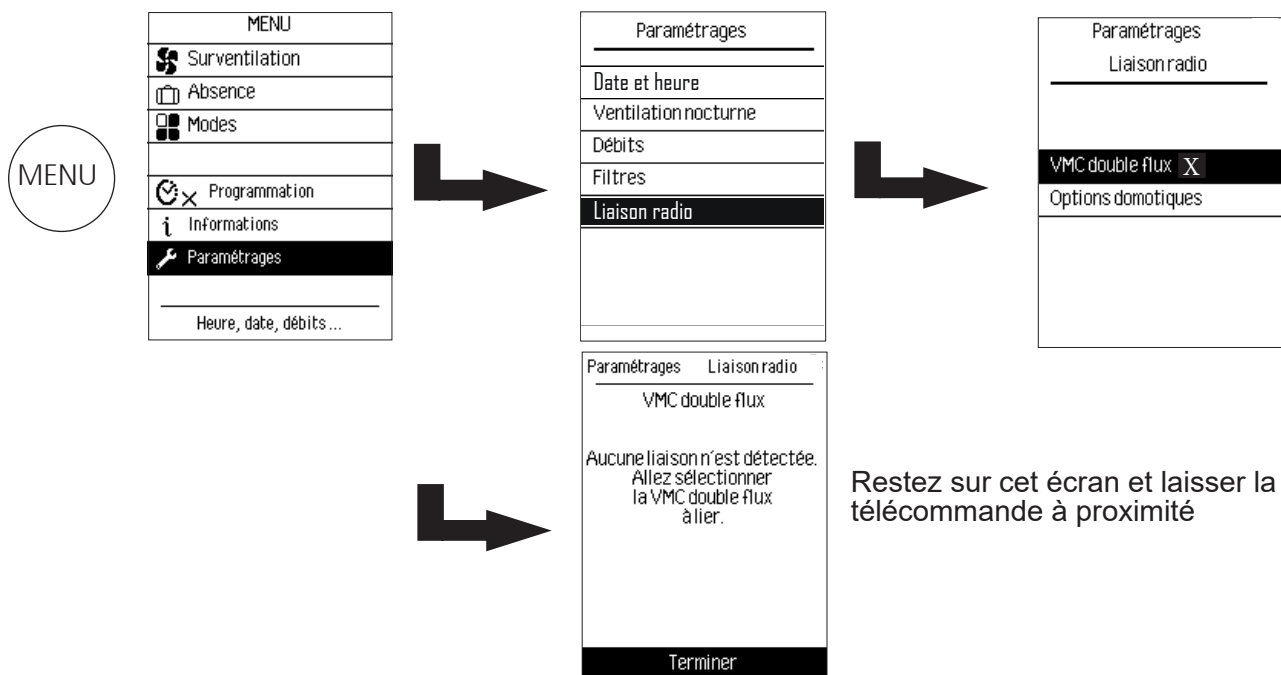 MENU
MENU
Surventilation
Absence
Modes
Programmation
Informations
Paramétrages
Heure, date, débits...
Paramétrages
Date et heure
Ventilation nocturne
Débits
Filtres
Liaison radio
Paramétrages
Liaison radio
VMC double flux X
Options domotiques
Paramétrages Liaison radio
VMC double flux
Aucune liaison n'est détectée.
Allez sélectionner
la VMC double flux
à lier.
Terminer
Restez sur cet écran et laisser la
télécommande à proximité